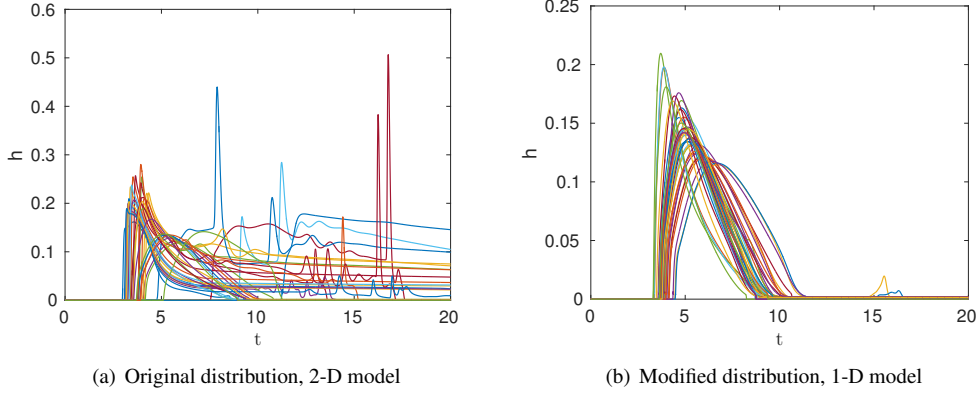 0.6
0.5
0.4
0.3
0.2
0.1
0
h
0 5 10 15 20
t
(a) Original distribution, 2-D model
0.25
0.2
0.15
0.1
0.05
0
h
0 5 10 15 20
t
(b) Modified distribution, 1-D model